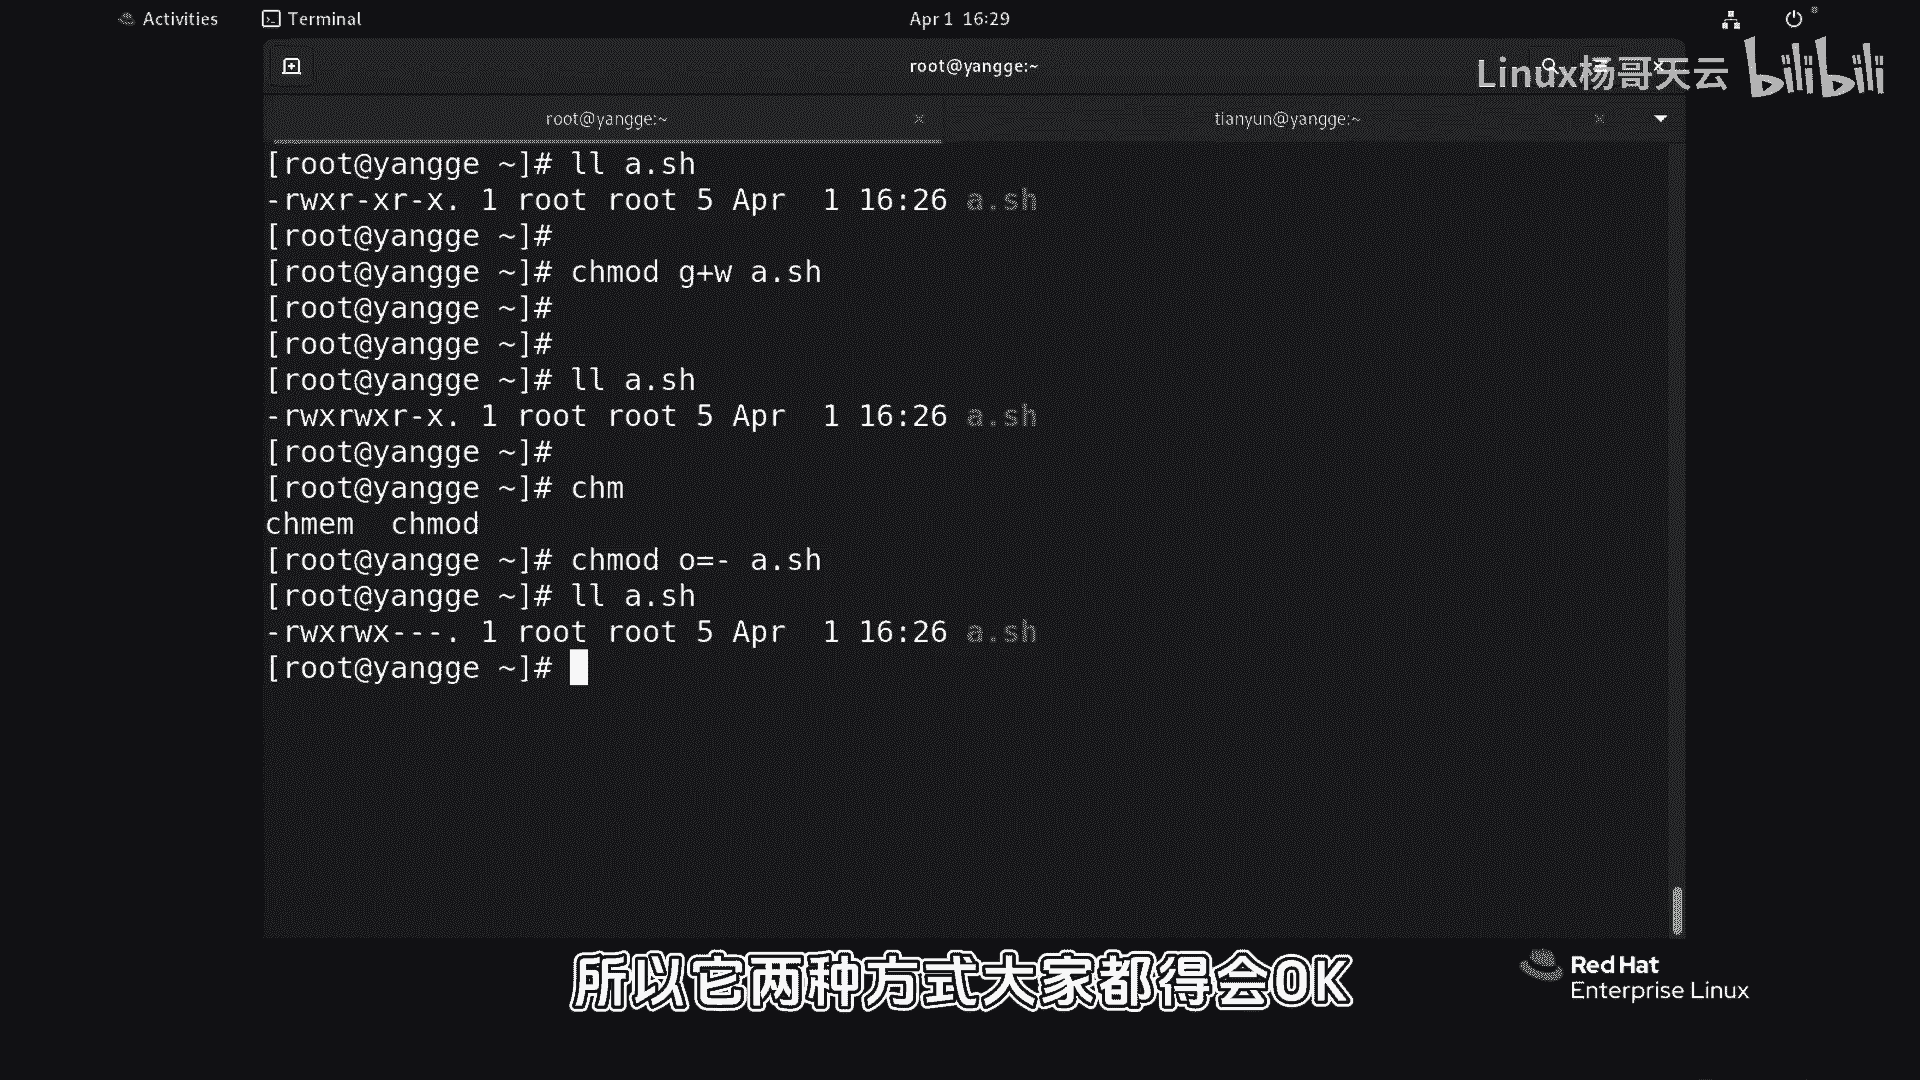 Activities Terminal Apr 1 16:29
root@yangge:~
Linux杨哥天云 bilibili
root@yangge:~ tianyun@yangge:~
[root@yangge ~]# ll a.sh
-rwxr-xr-x. 1 root root 5 Apr  1 16:26 a.sh
[root@yangge ~]#
[root@yangge ~]# chmod g+w a.sh
[root@yangge ~]#
[root@yangge ~]#
[root@yangge ~]# ll a.sh
-rwxrwxr-x. 1 root root 5 Apr  1 16:26 a.sh
[root@yangge ~]#
[root@yangge ~]# chm
chmem  chmod
[root@yangge ~]# chmod o=- a.sh
[root@yangge ~]# ll a.sh
-rwxrwx---. 1 root root 5 Apr  1 16:26 a.sh
[root@yangge ~]#
所以它两种方式大家都得会OK
Red Hat
Enterprise Linux